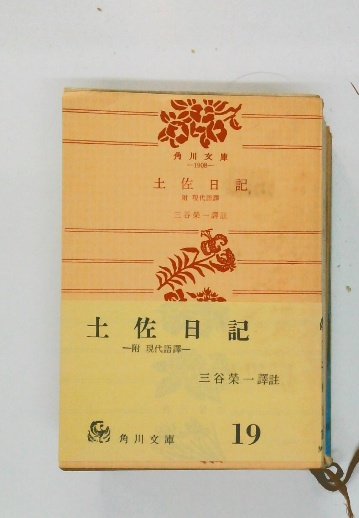 角川文庫
—1908—
土佐日記
附 現代語譯
三谷榮一譯註
土佐日記
—附 現代語譯—
三谷榮一譯註
角川文庫
19